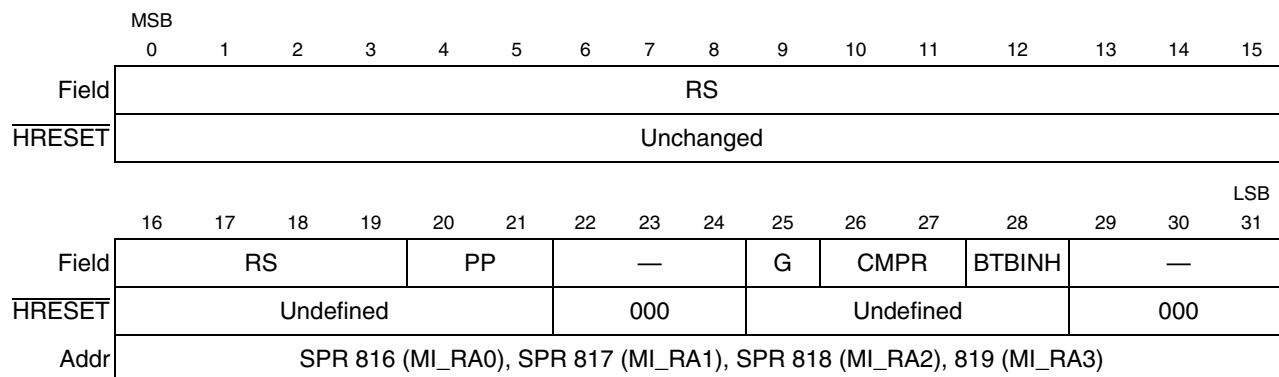 MSB
0 1 2 3 4 5 6 7 8 9 10 11 12 13 14 15
Field RS
HRESET Unchanged
LSB
16 17 18 19 20 21 22 23 24 25 26 27 28 29 30 31
Field RS PP — G CMPR BTBINH —
HRESET Undefined 000 Undefined 000
Addr SPR 816 (MI_RA0), SPR 817 (MI_RA1), SPR 818 (MI_RA2), 819 (MI_RA3)